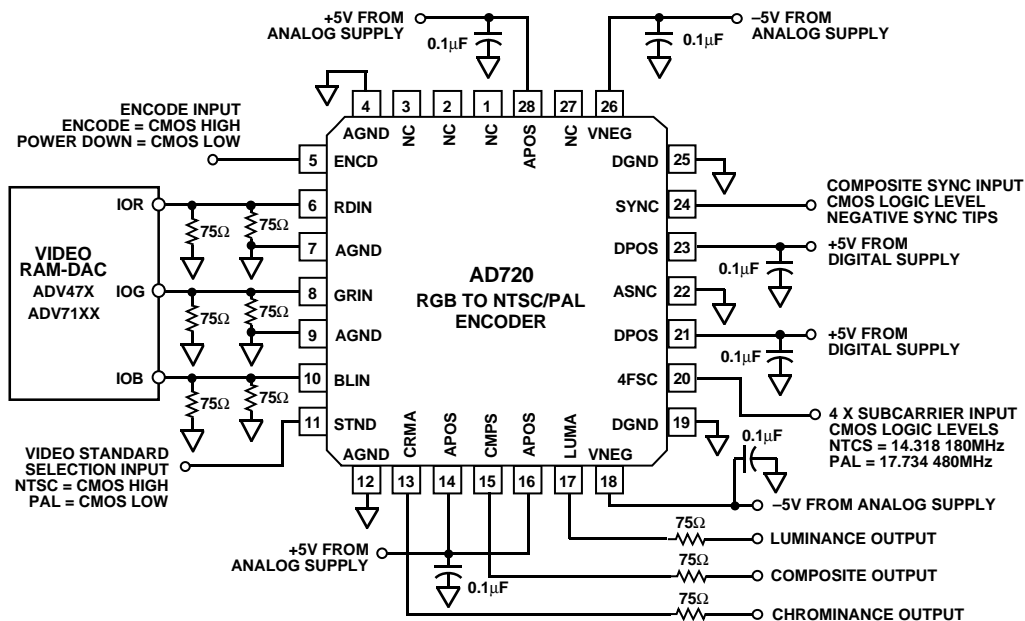 +5V FROM
ANALOG SUPPLY
0.1µF
–5V FROM
ANALOG SUPPLY
0.1µF
4
3
2
1
28
27
26
AGND
NC
NC
NC
APOS
NC
VNEG
ENCODE INPUT
ENCODE = CMOS HIGH
POWER DOWN = CMOS LOW
5
ENCD
DGND
25
IOR
6
RDIN
SYNC
24
COMPOSITE SYNC INPUT
CMOS LOGIC LEVEL
NEGATIVE SYNC TIPS
75Ω
75Ω
7
AGND
DPOS
23
+5V FROM
DIGITAL SUPPLY
0.1µF
VIDEO
RAM-DAC
ADV47X
ADV71XX
AD720
RGB TO NTSC/PAL
ENCODER
IOG
8
GRIN
ASNC
22
75Ω
75Ω
9
AGND
DPOS
21
+5V FROM
DIGITAL SUPPLY
0.1µF
IOB
10
BLIN
4FSC
20
75Ω
75Ω
4 X SUBCARRIER INPUT
CMOS LOGIC LEVELS
NTCS = 14.318 180MHz
PAL = 17.734 480MHz
11
STND
DGND
19
0.1µF
VIDEO STANDARD
SELECTION INPUT
NTSC = CMOS HIGH
PAL = CMOS LOW
AGND
CRMA
APOS
CMPS
APOS
LUMA
VNEG
12
13
14
15
16
17
18
–5V FROM ANALOG SUPPLY
75Ω
LUMINANCE OUTPUT
+5V FROM
ANALOG SUPPLY
0.1µF
75Ω
COMPOSITE OUTPUT
75Ω
CHROMINANCE OUTPUT